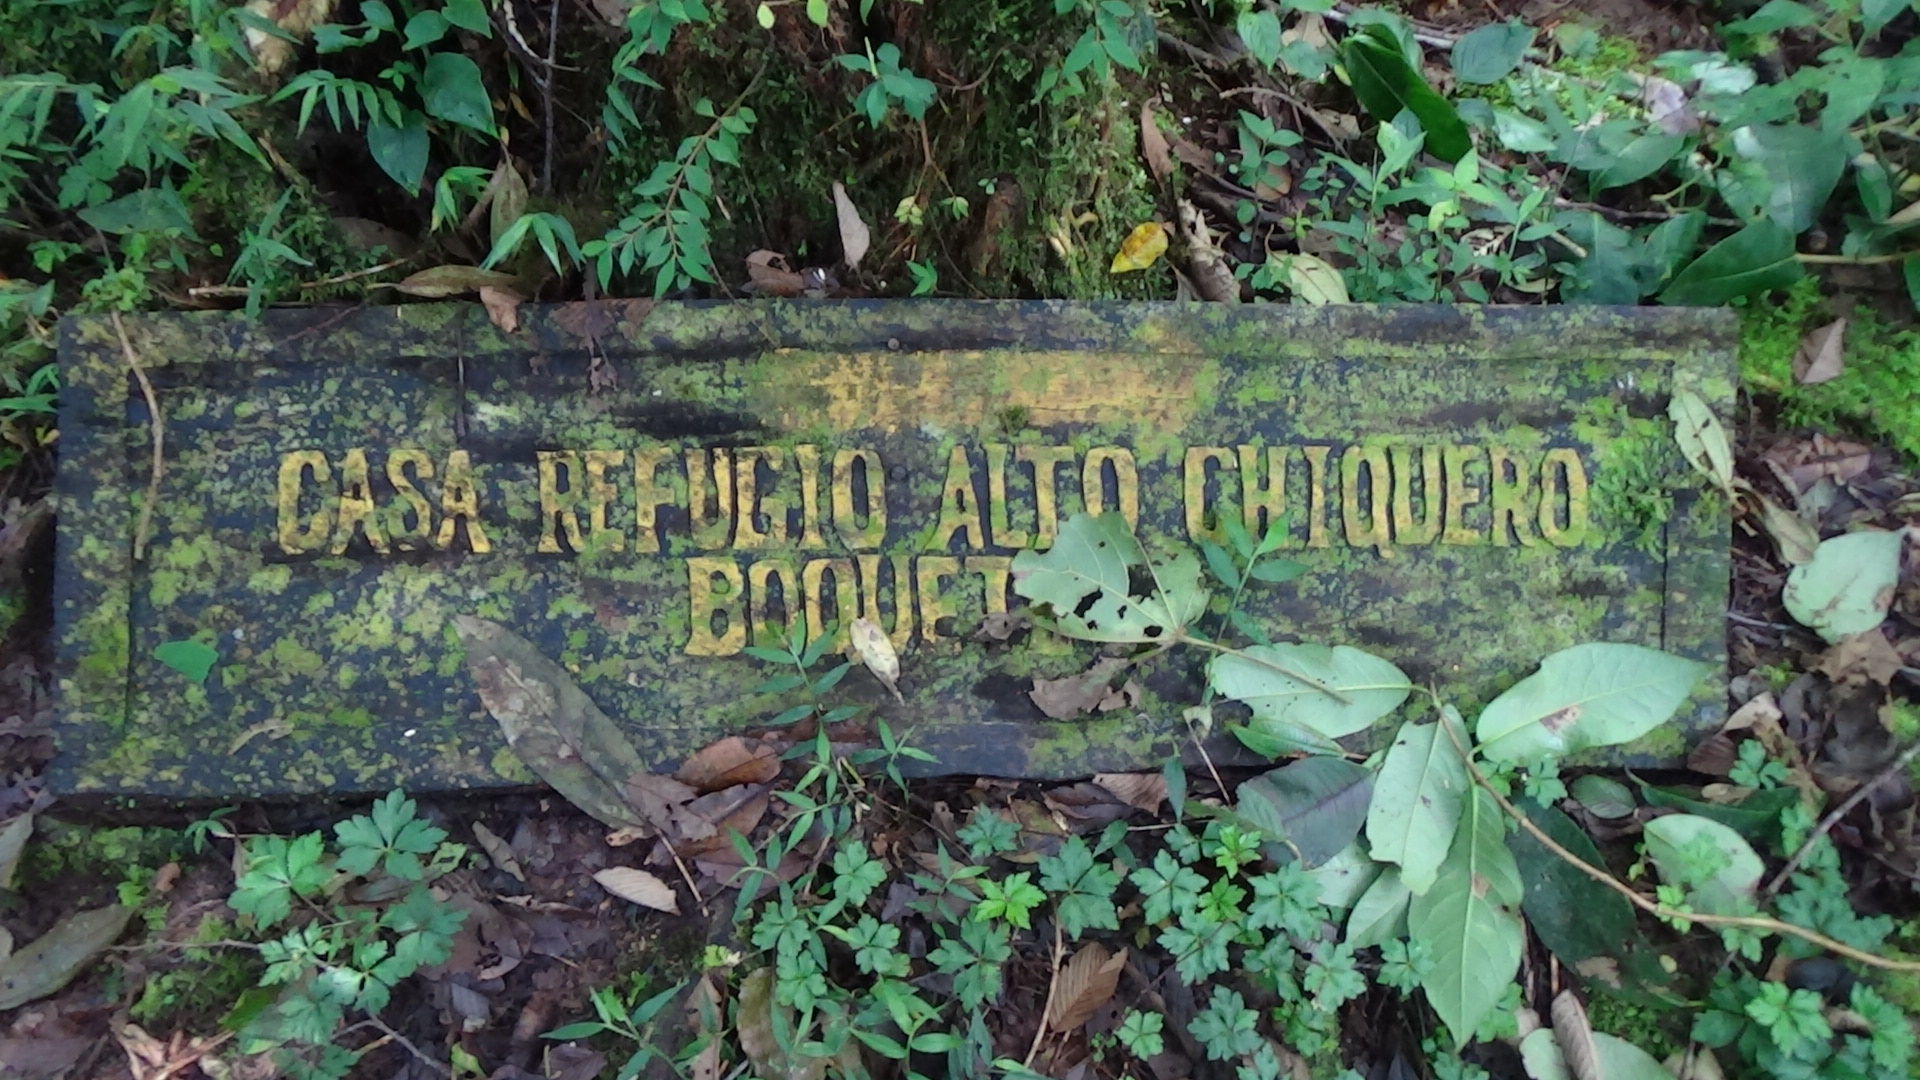 CASA REFUGIO ALTO CHIQUERO
BOQUET